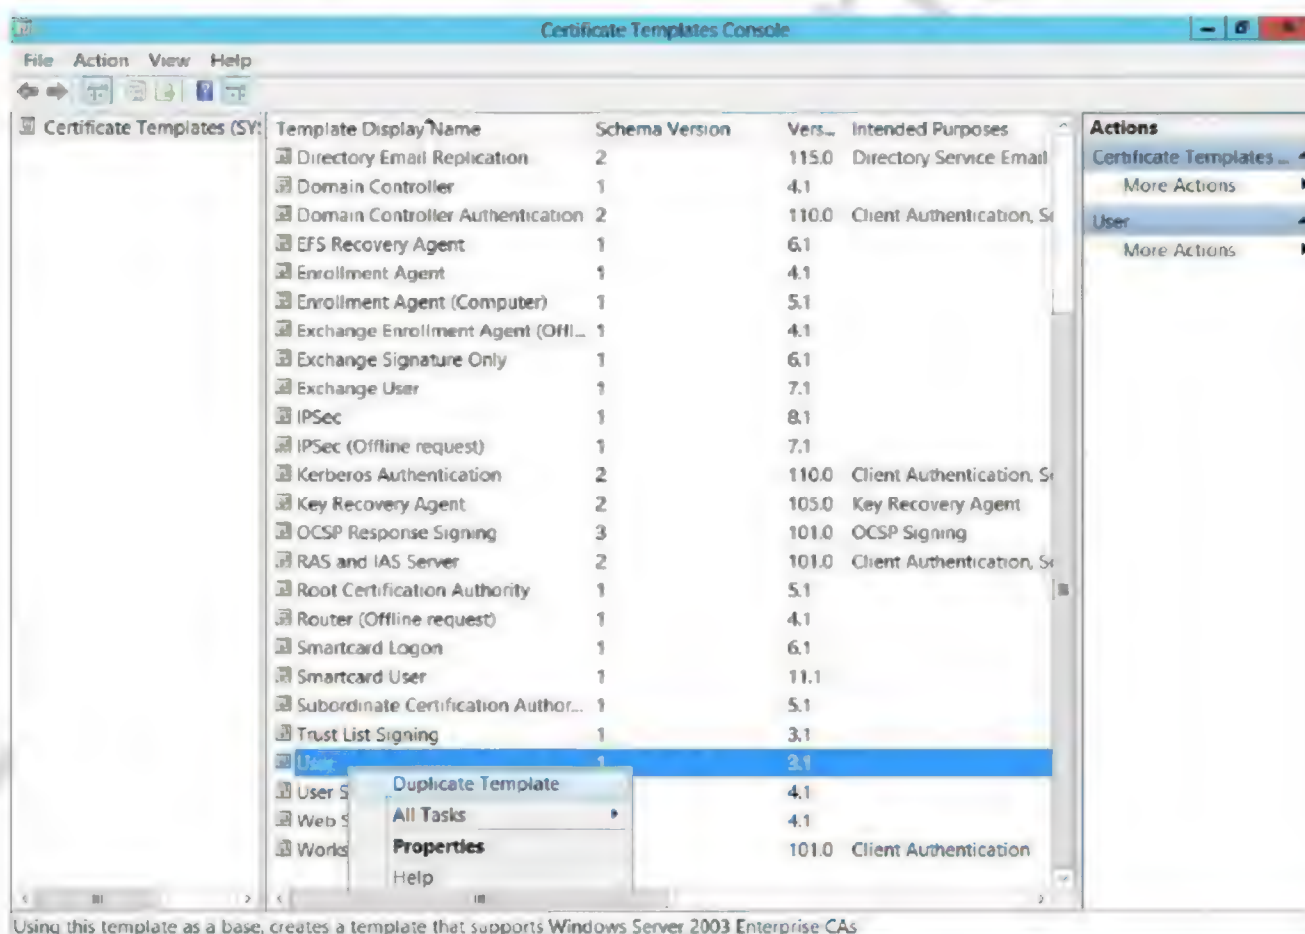 Certificate Templates Console
File Action View Help
Certificate Templates (SY:
Template Display Name Schema Version Vers... Intended Purposes
Directory Email Replication 2 115.0 Directory Service Email
Domain Controller 1 4.1
Domain Controller Authentication 2 110.0 Client Authentication, Se
EFS Recovery Agent 1 6.1
Enrollment Agent 1 4.1
Enrollment Agent (Computer) 1 5.1
Exchange Enrollment Agent (Offl... 1 4.1
Exchange Signature Only 1 6.1
Exchange User 1 7.1
IPSec 1 8.1
IPSec (Offline request) 1 7.1
Kerberos Authentication 2 110.0 Client Authentication, Se
Key Recovery Agent 2 105.0 Key Recovery Agent
OCSP Response Signing 3 101.0 OCSP Signing
RAS and IAS Server 2 101.0 Client Authentication, Se
Root Certification Authority 1 5.1
Router (Offline request) 1 4.1
Smartcard Logon 1 6.1
Smartcard User 1 11.1
Subordinate Certification Author... 1 5.1
Trust List Signing 1 3.1
User 1 3.1
User S 4.1
Web S 4.1
Works 101.0 Client Authentication
Duplicate Template
All Tasks
Properties
Help
Actions
Certificate Templates ...
More Actions
User
More Actions
Using this template as a base, creates a template that supports Windows Server 2003 Enterprise CAs